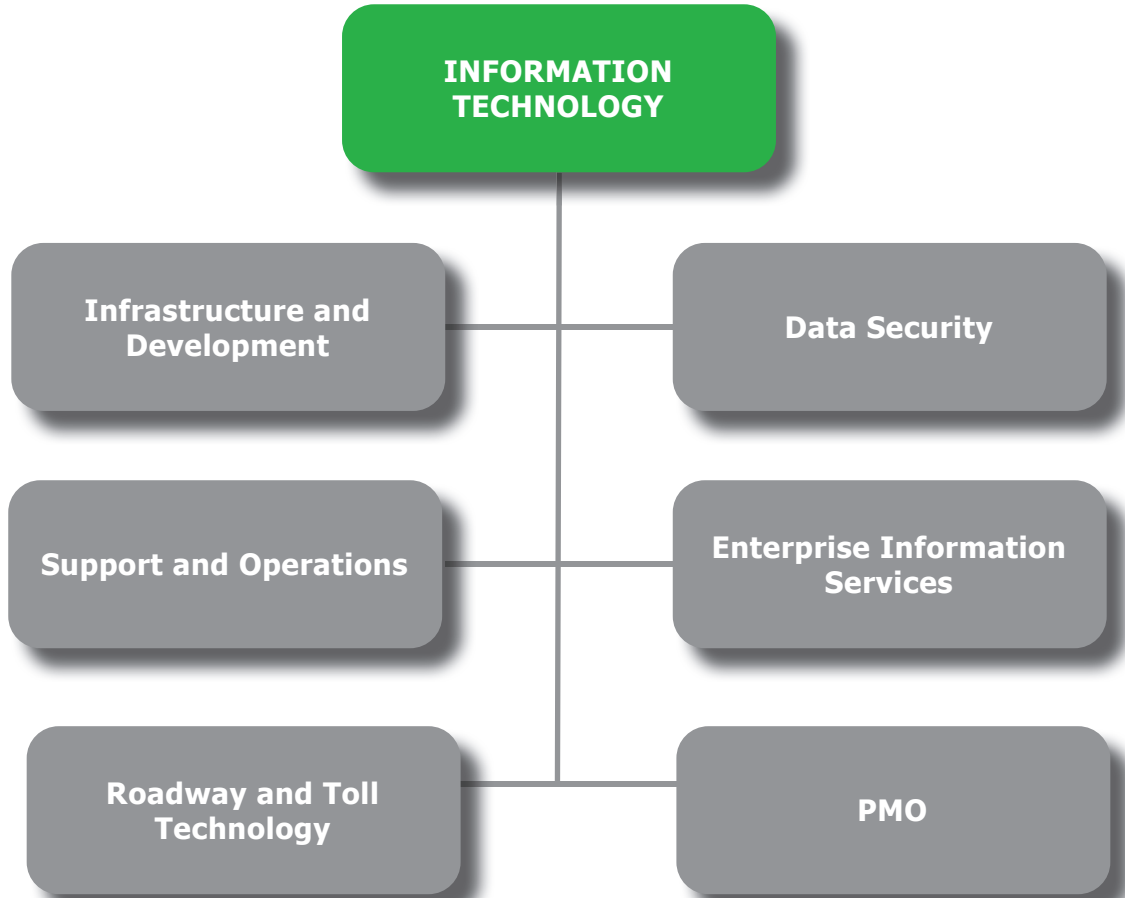 INFORMATION
TECHNOLOGY
Infrastructure and
Development
Data Security
Support and Operations
Enterprise Information
Services
Roadway and Toll
Technology
PMO